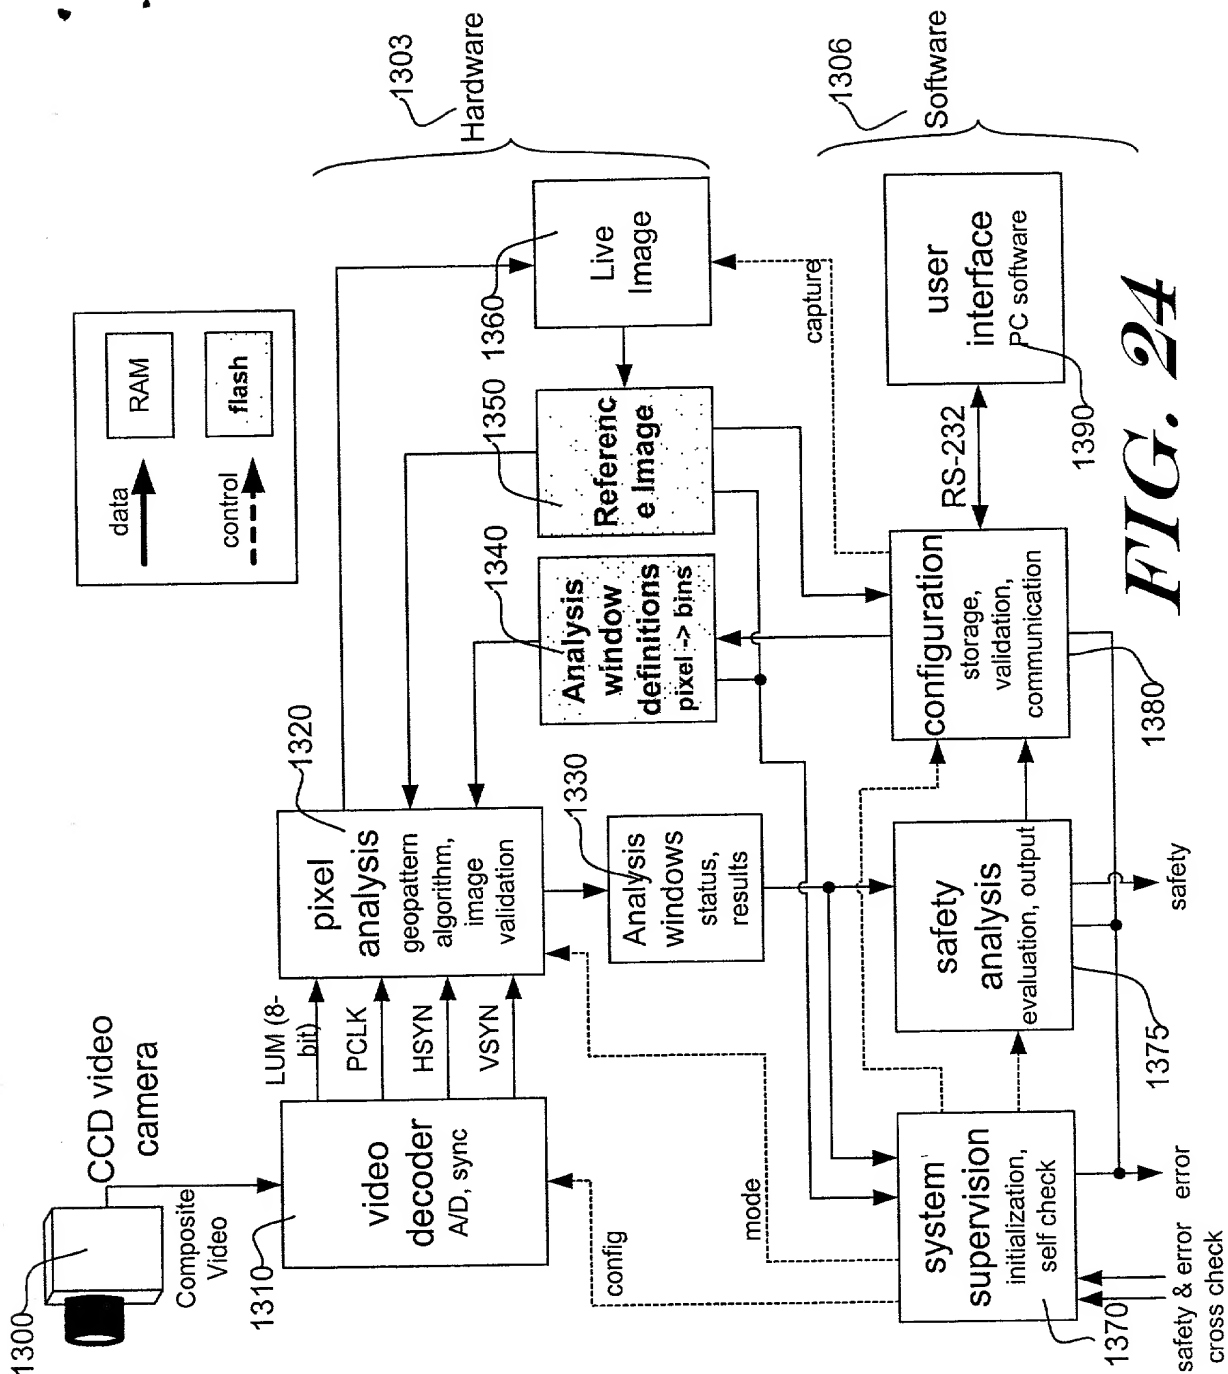 1300
CCD video
camera
Composite
Video
1310
video
decoder
A/D, sync
LUM (8-
bit)
PCLK
HSYN
VSYN
1320
pixel
analysis
geopattern
algorithm,
image
validation
1330
Analysis
windows
status,
results
1340
Analysis
window
definitions
pixel -> bins
1350
Referenc
e Image
1360
Live
Image
1303
Hardware
data
control
RAM
flash
config
mode
capture
1370
system
supervision
initialization,
self check
safety & error
cross check
error
1375
safety
analysis
evaluation, output
safety
1380
configuration
storage,
validation,
communication
RS-232
1390
user
interface
PC software
1306
Software
FIG. 24